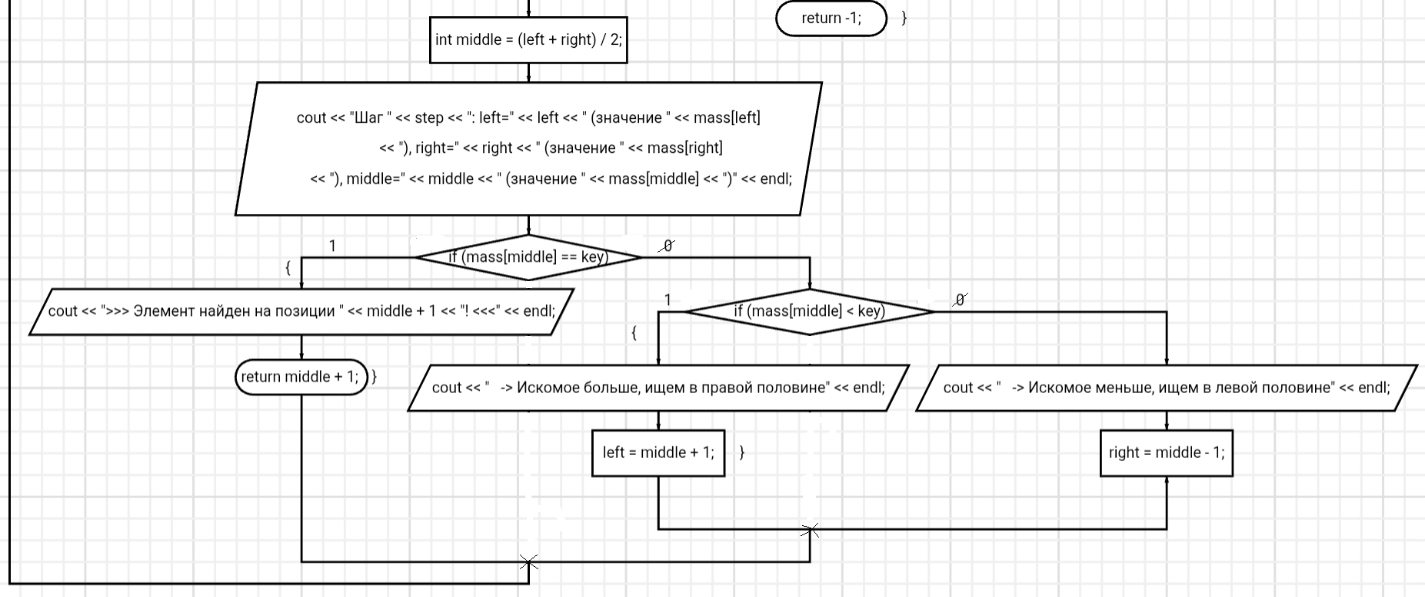 return -1; }
int middle = (left + right) / 2;
cout << "Шаг " << step << ": left=" << left << " (значение " << mass[left]
<< "), right=" << right << " (значение " << mass[right]
<< "), middle=" << middle << " (значение " << mass[middle] << ")" << endl;
1
if (mass[middle] == key)
0
{
cout << ">>> Элемент найден на позиции " << middle + 1 << "! <<<" << endl;
1
if (mass[middle] < key)
0
{
return middle + 1; }
cout << "   -> Искомое больше, ищем в правой половине" << endl;
cout << "   -> Искомое меньше, ищем в левой половине" << endl;
left = middle + 1; }
right = middle - 1;